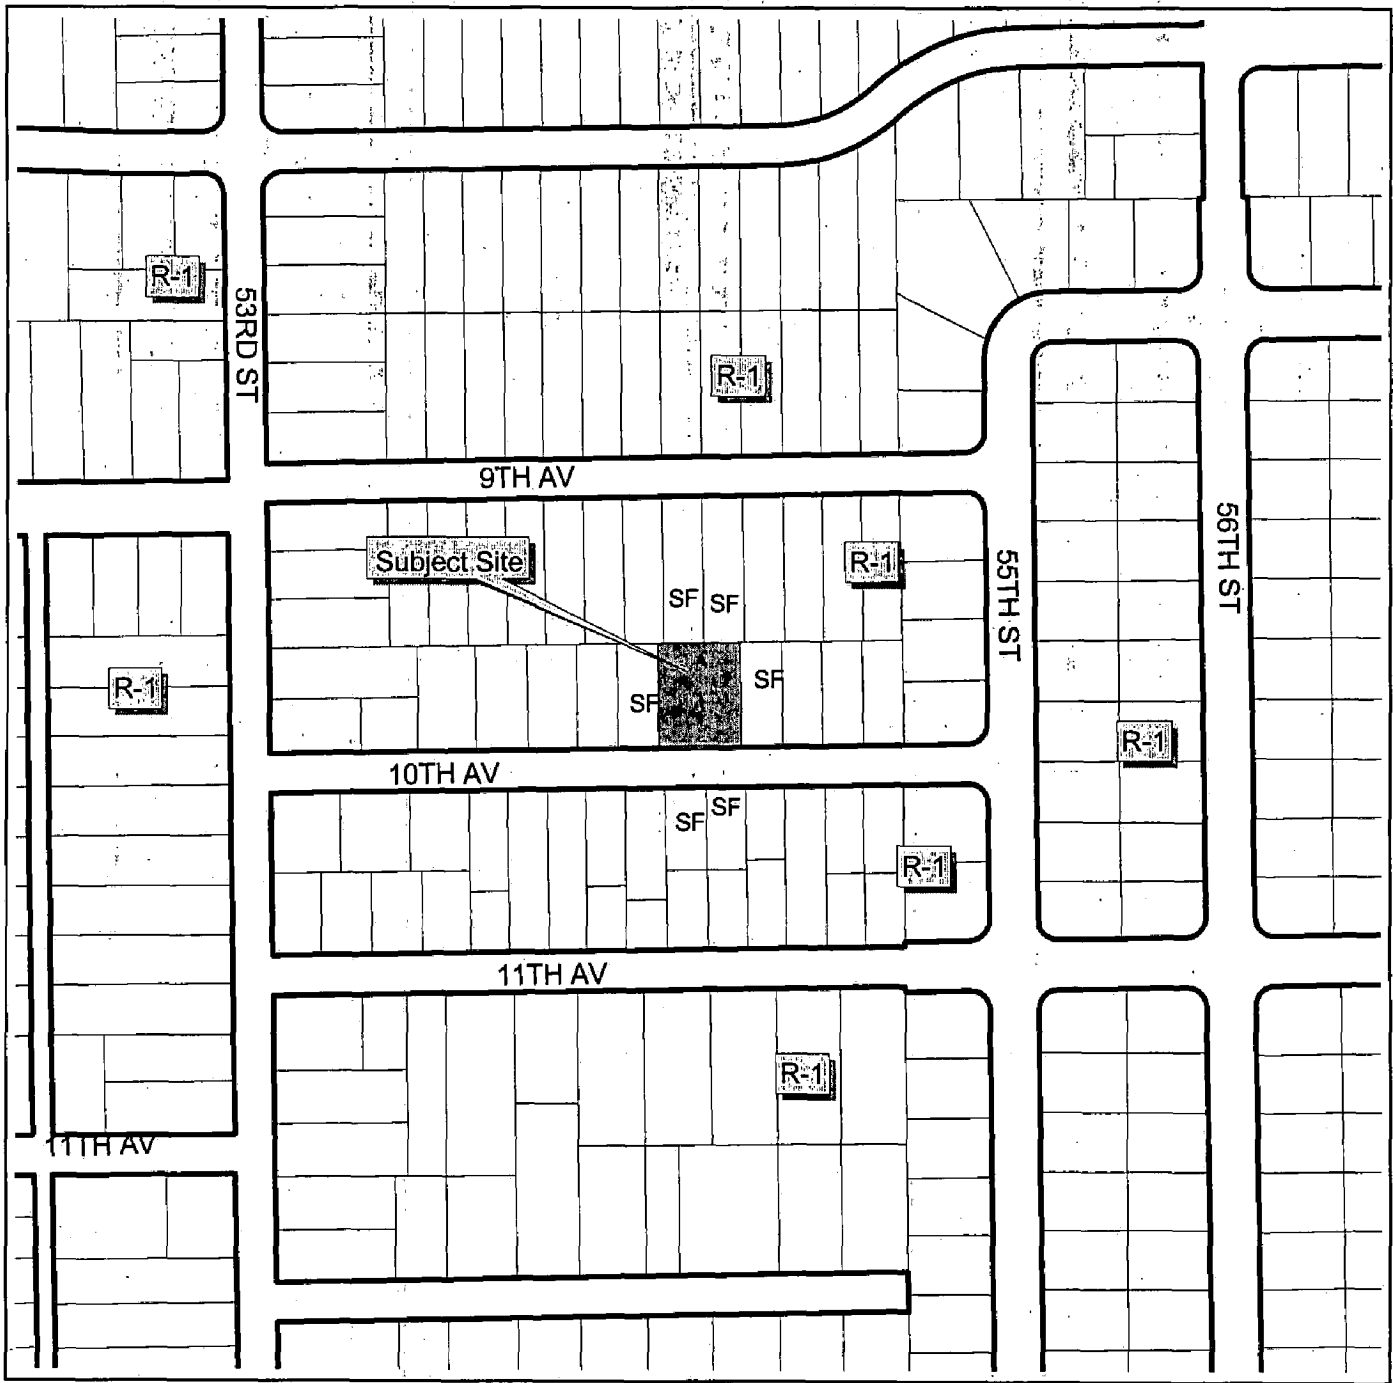 R-1
53RD ST
R-1
9TH AV
Subject Site
R-1
SF
SF
55TH ST
56TH ST
R-1
SF
SF
R-1
10TH AV
SF
SF
R-1
11TH AV
R-1
11TH AV